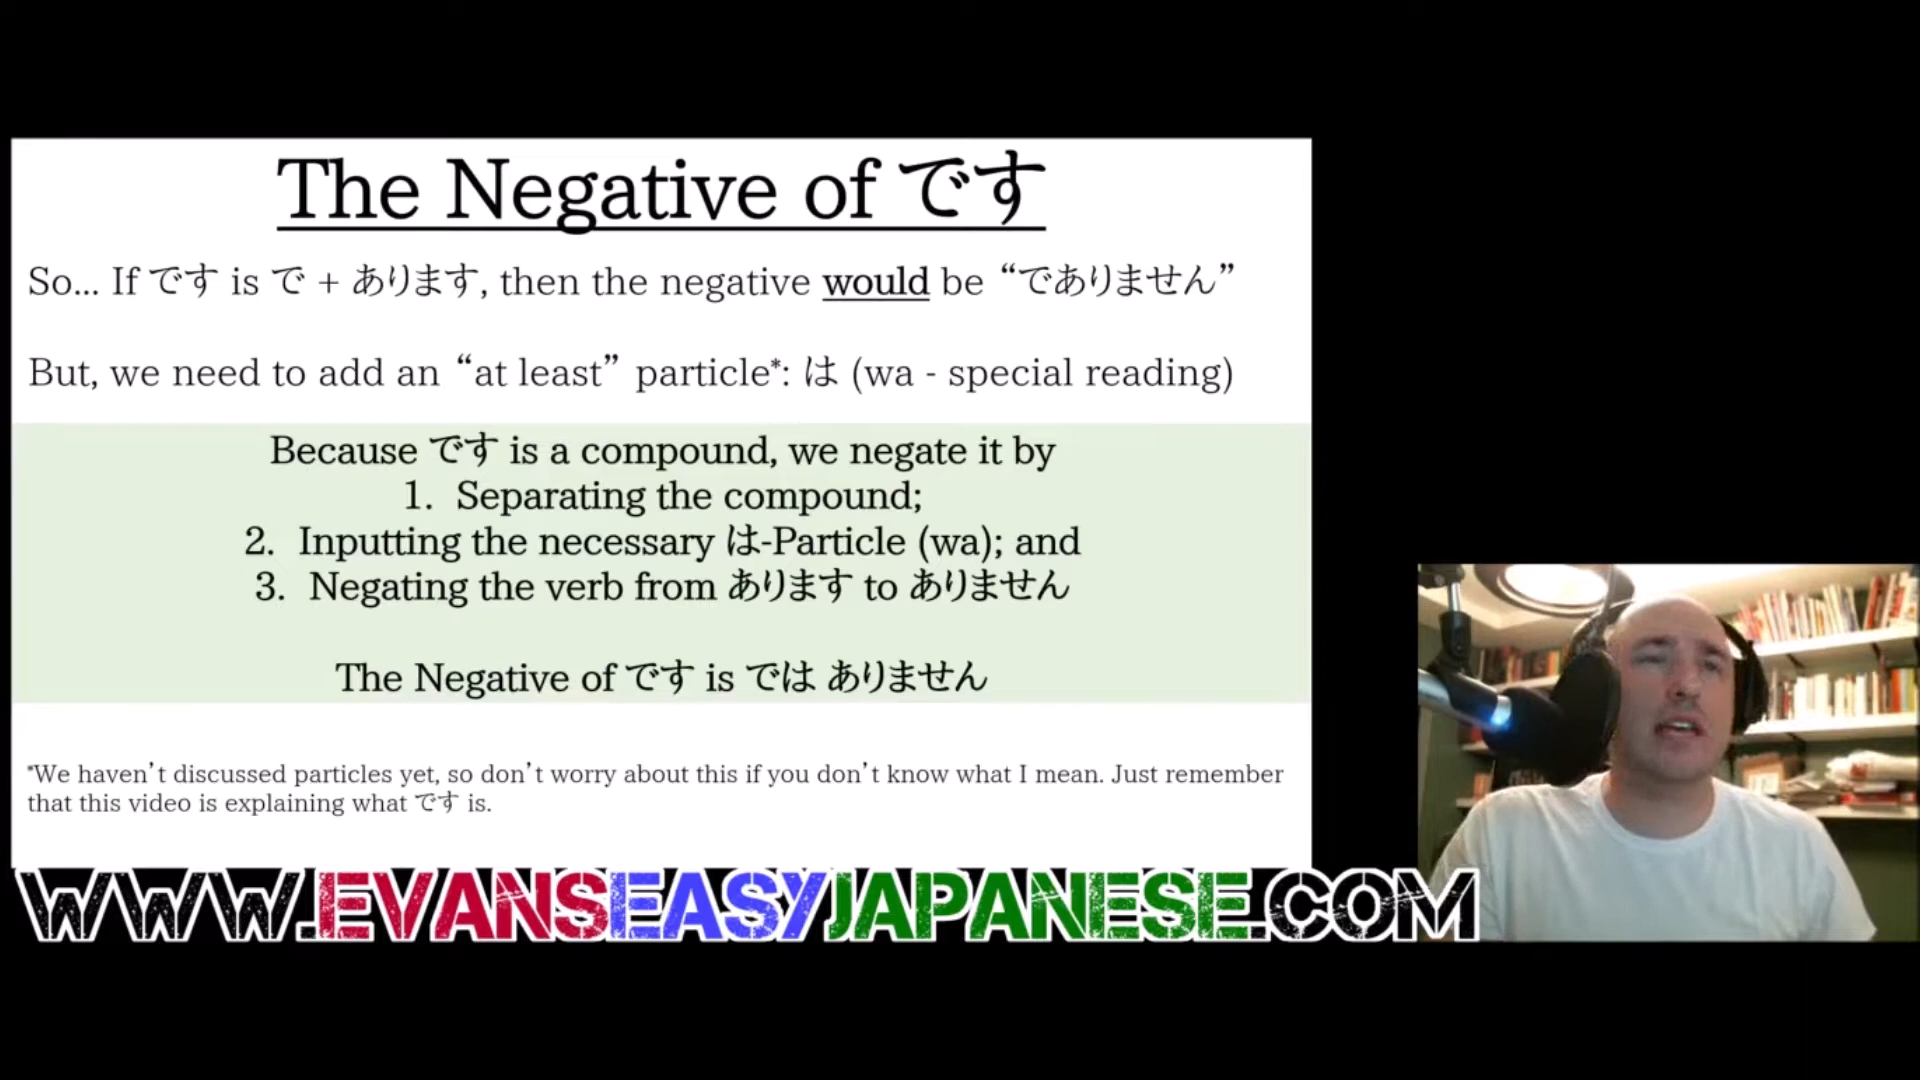 The Negative of です
So... If です is で + あります, then the negative would be “でありません”
But, we need to add an “at least” particle*: は (wa - special reading)
Because です is a compound, we negate it by
1. Separating the compound;
2. Inputting the necessary は-Particle (wa); and
3. Negating the verb from あります to ありません
The Negative of です is では ありません
*We haven’t discussed particles yet, so don’t worry about this if you don’t know what I mean. Just remember
that this video is explaining what です is.
WWW.EVANSEASYJAPANESE.COM